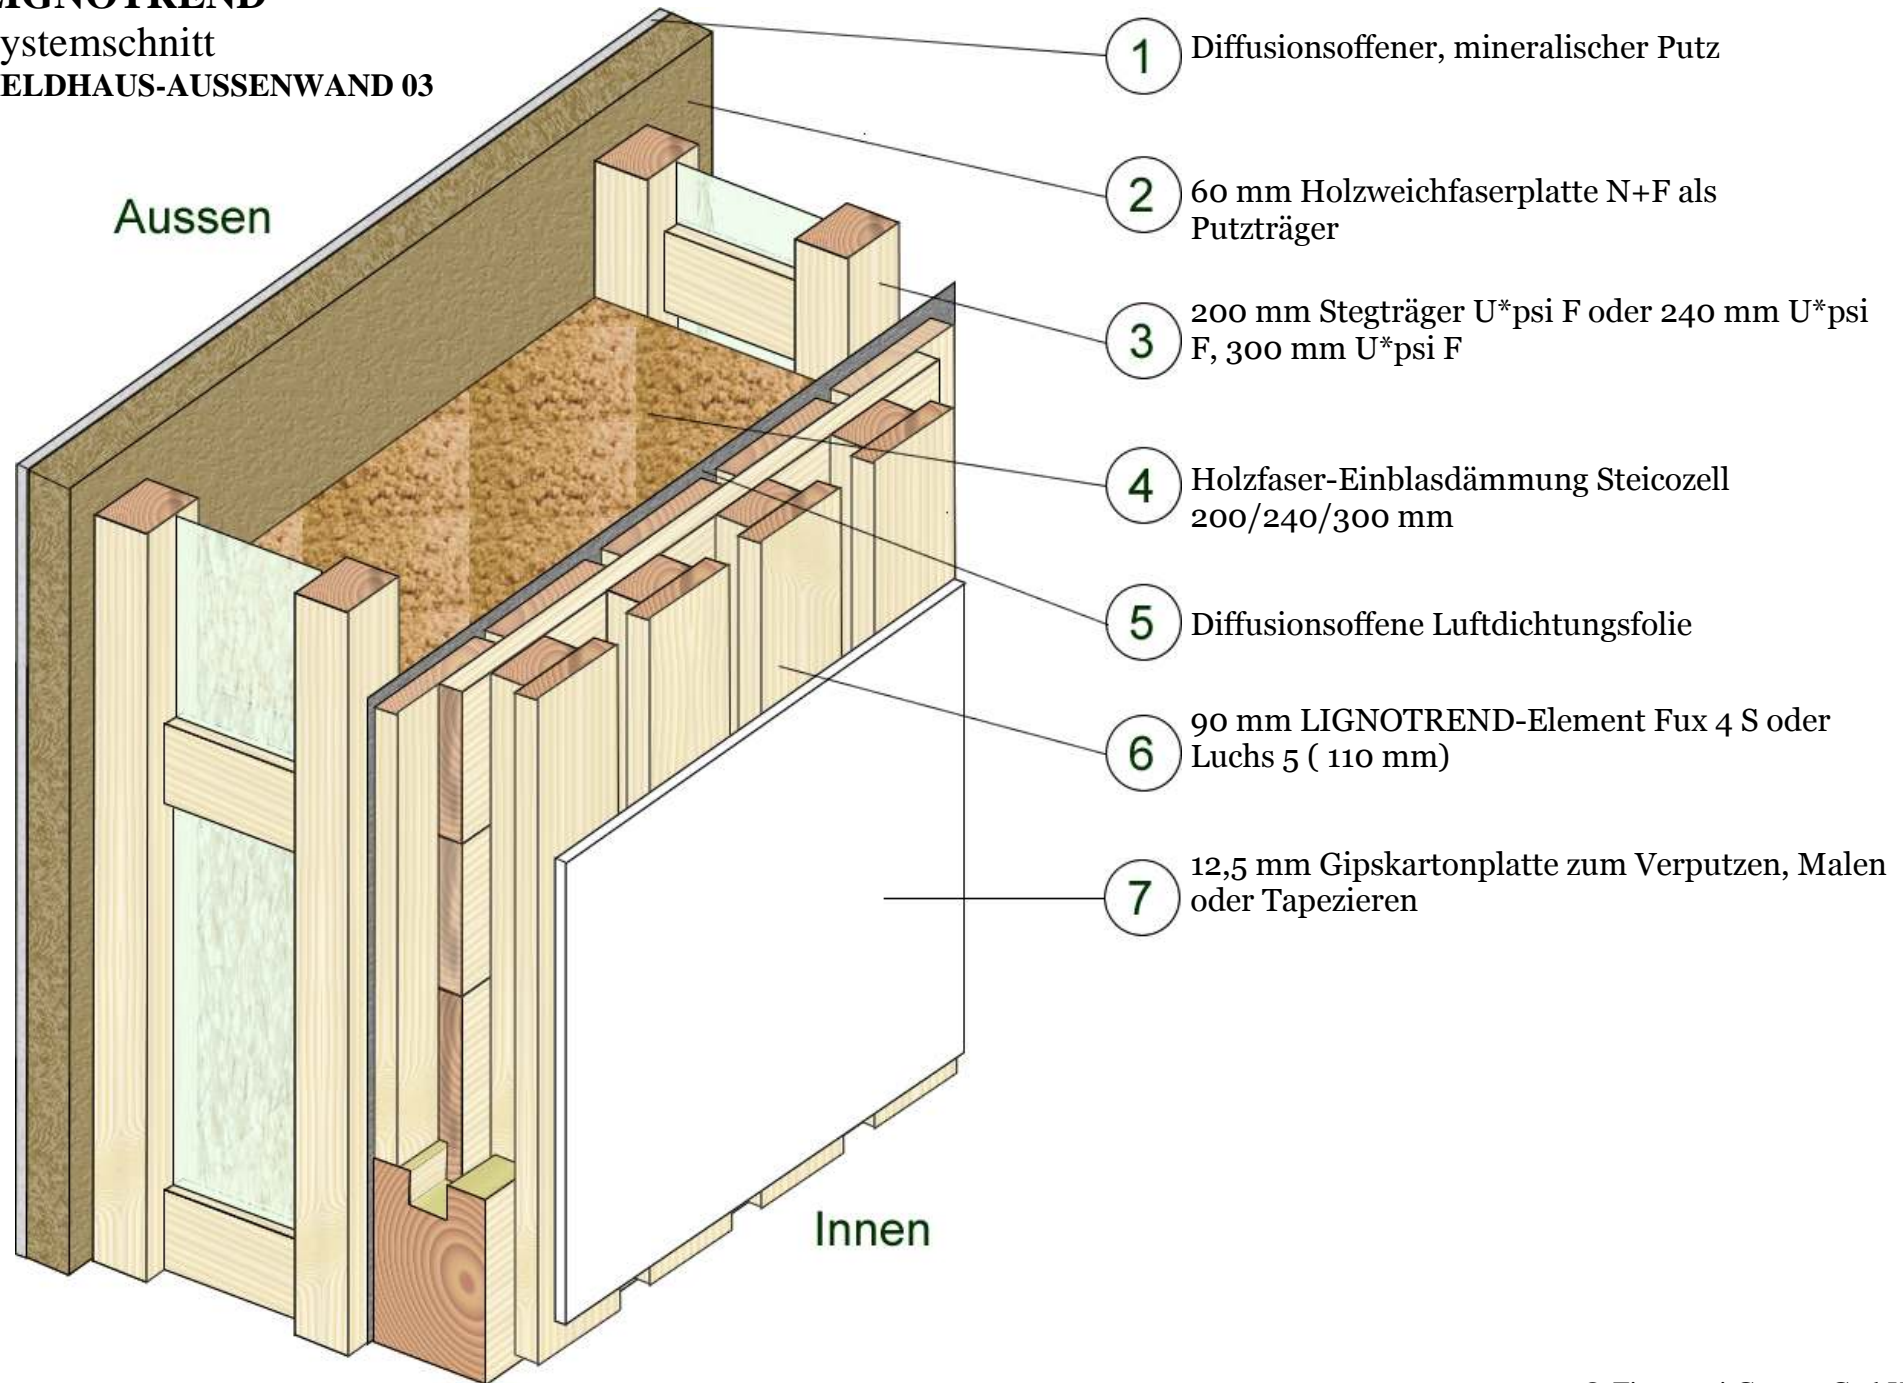 LIGNOTREND
ystemschnitt
ELDHAUS-AUSSENWAND 03
Aussen
1 Diffusionsoffener, mineralischer Putz
2 60 mm Holzweichfaserplatte N+F als
Putzträger
3 200 mm Stegträger U*psi F oder 240 mm U*psi
F, 300 mm U*psi F
4 Holzfaser-Einblasdämmung Steicozell
200/240/300 mm
5 Diffusionsoffene Luftdichtungsfolie
6 90 mm LIGNOTREND-Element Fux 4 S oder
Luchs 5 ( 110 mm)
7 12,5 mm Gipskartonplatte zum Verputzen, Malen
oder Tapezieren
Innen